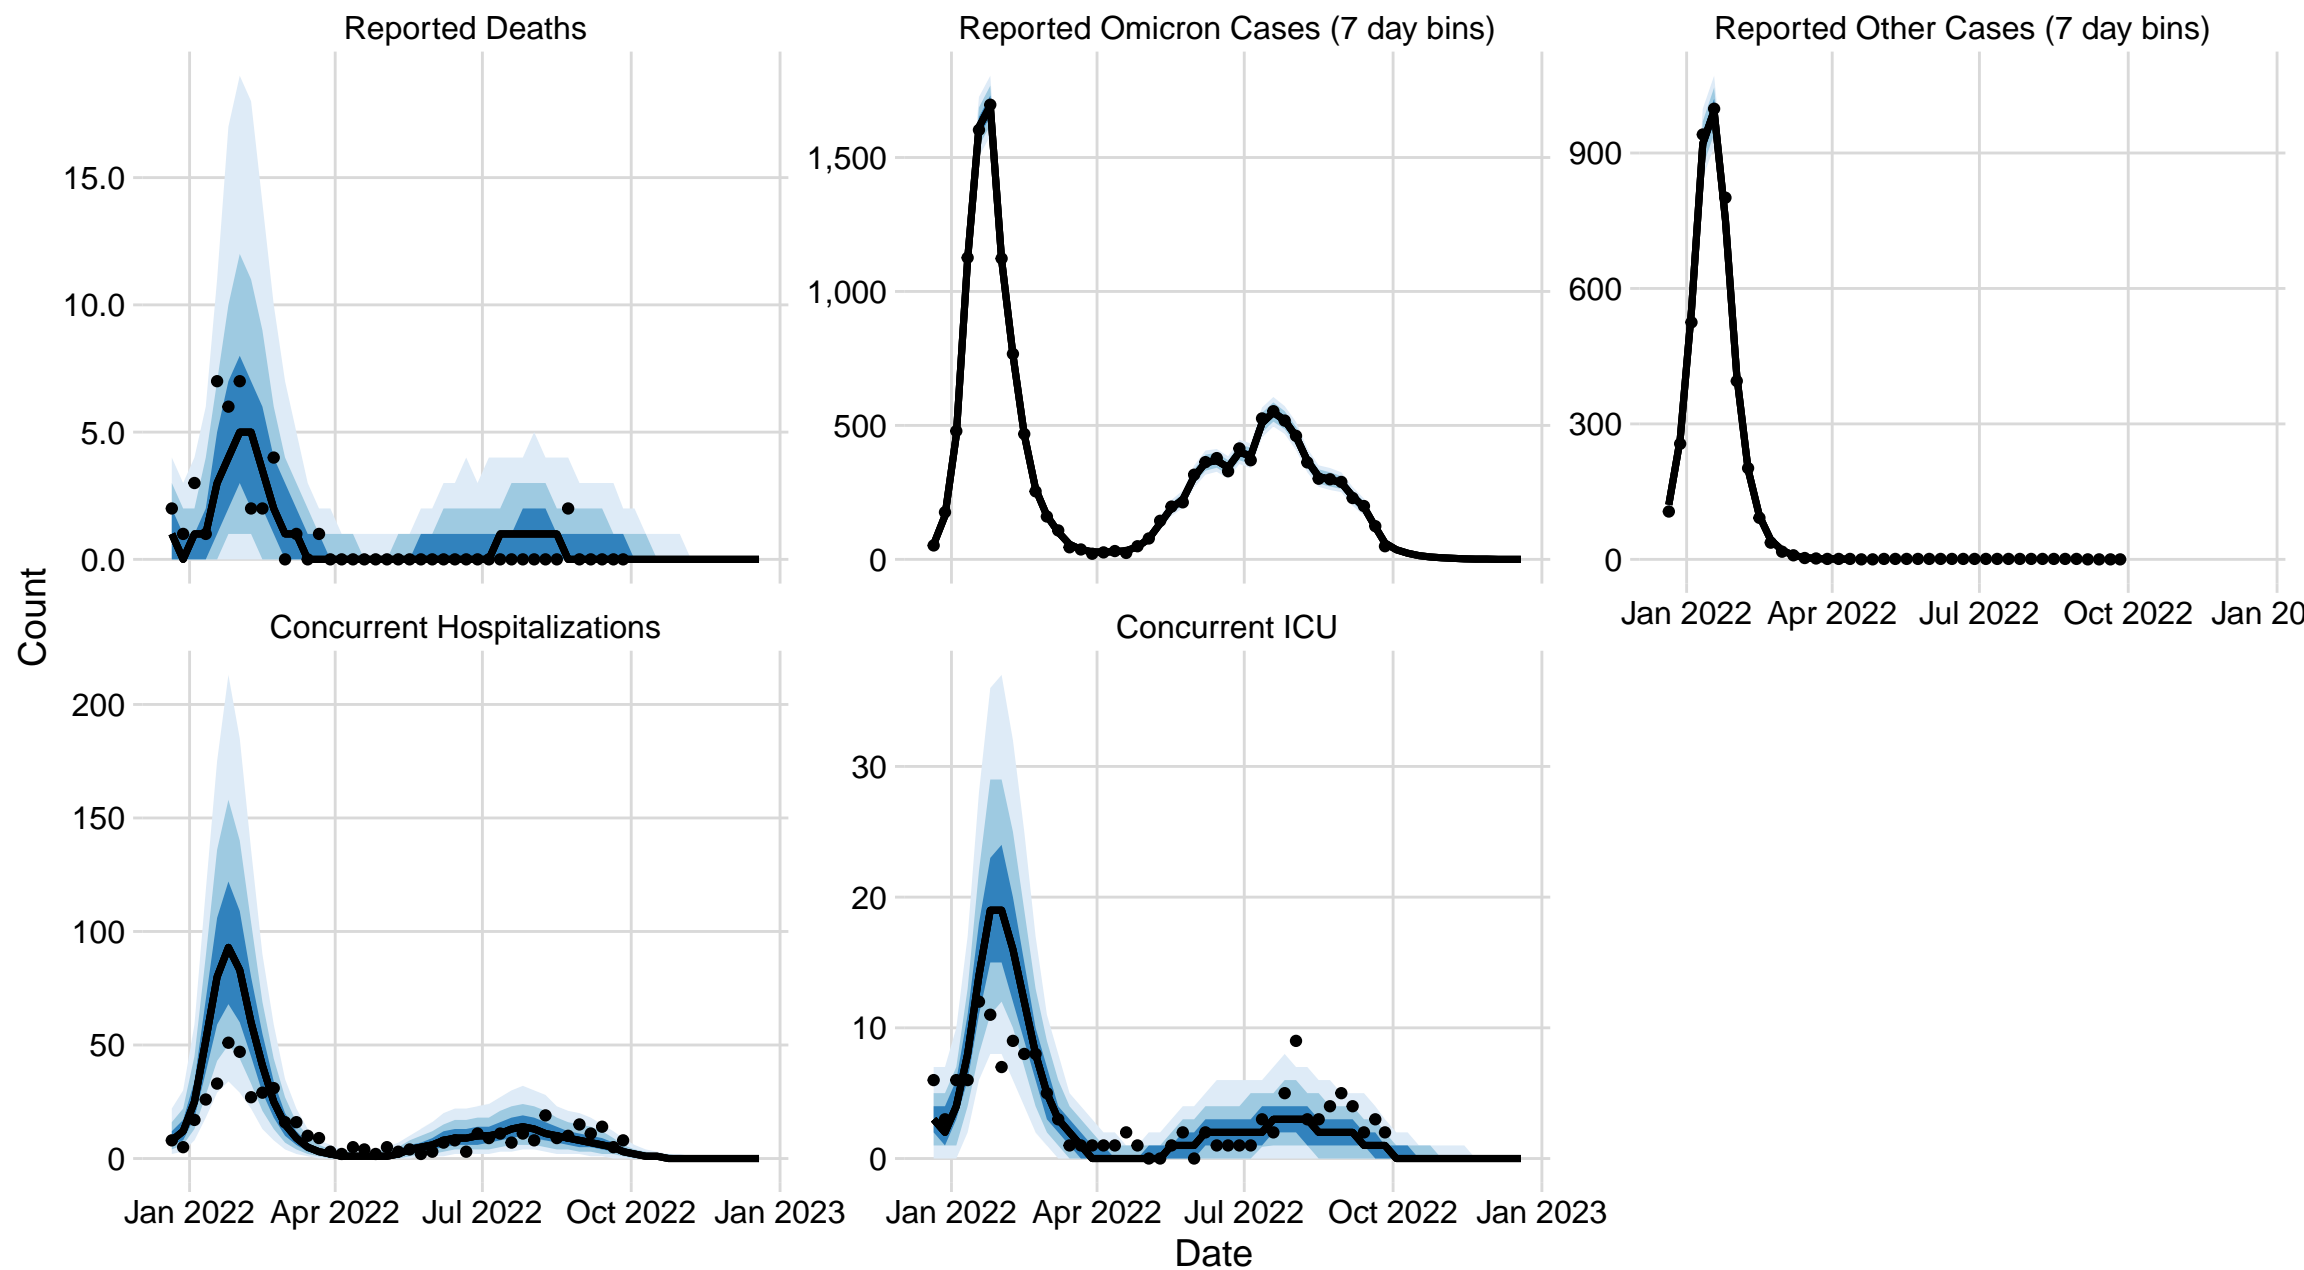 Reported Deaths
Reported Omicron Cases (7 day bins)
Reported Other Cases (7 day bins)
15.0
10.0
5.0
0.0
1,500
1,000
500
0
900
600
300
0
Jan 2022 Apr 2022 Jul 2022 Oct 2022 Jan 20
Count
Concurrent Hospitalizations
Concurrent ICU
200
150
100
50
0
30
20
10
0
Jan 2022 Apr 2022 Jul 2022 Oct 2022 Jan 2023
Jan 2022 Apr 2022 Jul 2022 Oct 2022 Jan 2023
Date